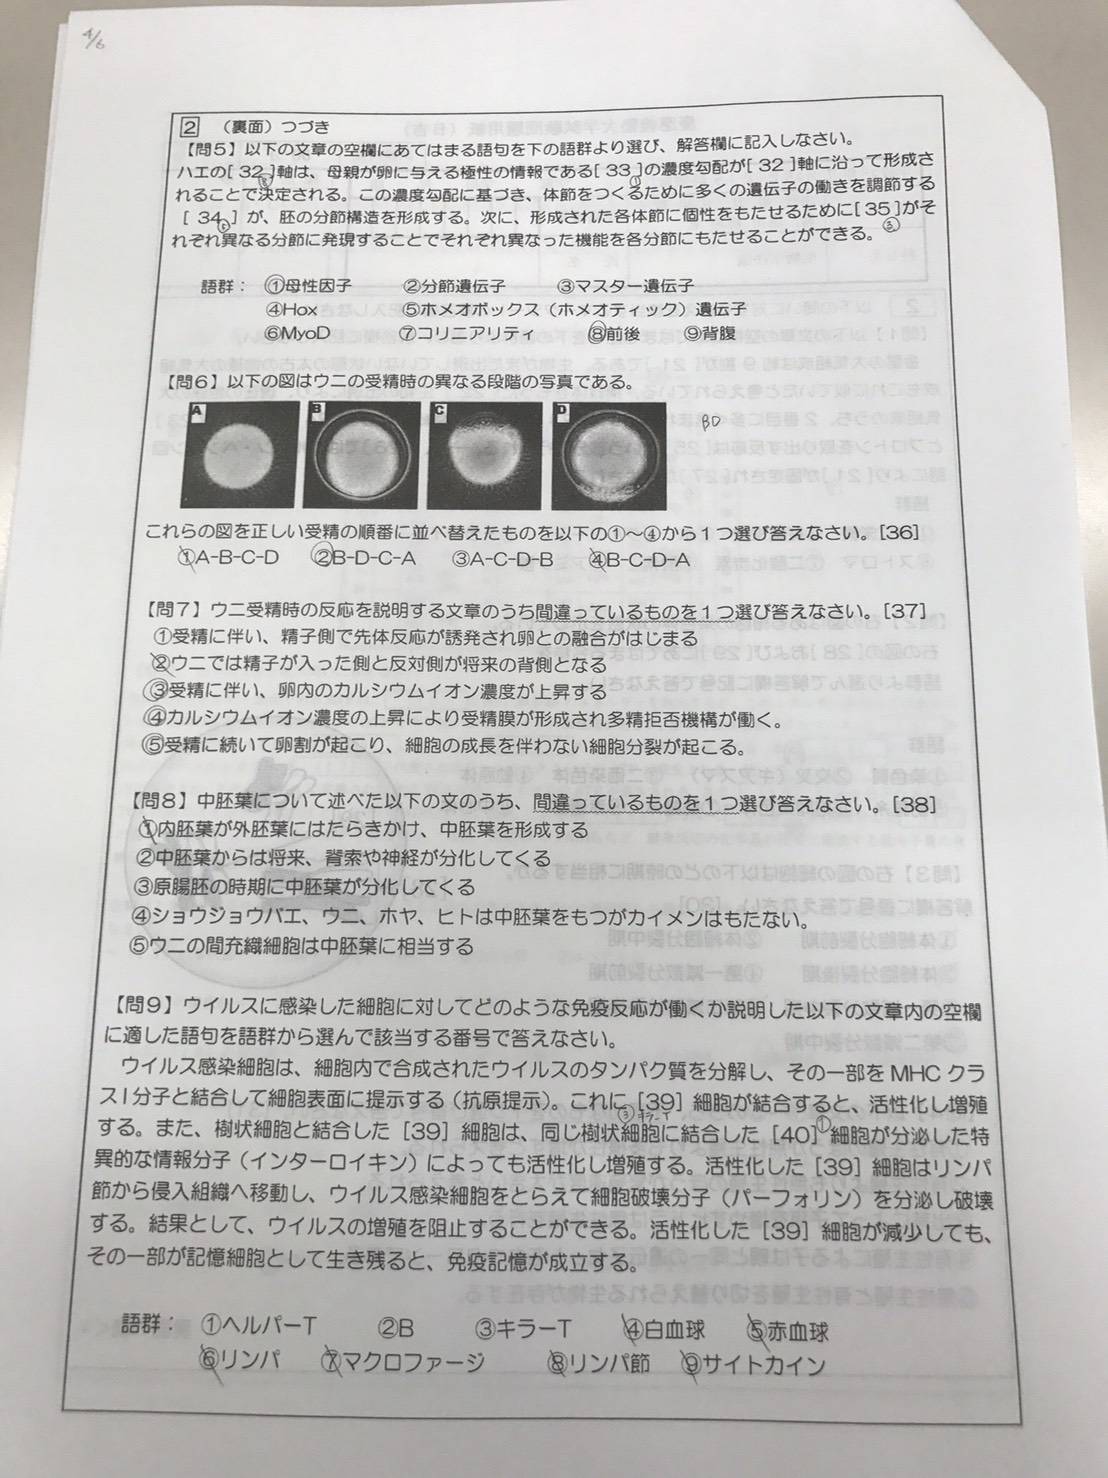 4/6
2 (裏面)つづき
【問5】以下の文章の空欄にあてはまる語句を下の語群より選び、解答欄に記入しなさい。
ハエの[ 32 ]軸は、母親が卵に与える極性の情報である[ 33 ]の濃度勾配が[ 32 ]軸に沿って形成さ
⑧ ①
れることで決定される。この濃度勾配に基づき、体節をつくるために多くの遺伝子の働きを調節する
[ 34 ] が、胚の分節構造を形成する。次に、形成された各体節に個性をもたせるために[ 35 ]がそ
れぞれ異なる分節に発現することでそれぞれ異なった機能を各分節にもたせることができる。
語群： ①母性因子 ②分節遺伝子 ③マスター遺伝子
④Hox ⑤ホメオボックス（ホメオティック）遺伝子
⑥MyoD ⑦コリニアリティ ⑧前後 ⑨背腹
【問6】以下の図はウニの受精時の異なる段階の写真である。
A B C D
BD
これらの図を正しい受精の順番に並べ替えたものを以下の①～④から1つ選び答えなさい。[36]
①A-B-C-D ②B-D-C-A ③A-C-D-B ④B-C-D-A
【問7】ウニ受精時の反応を説明する文章のうち間違っているものを1つ選び答えなさい。[37]
①受精に伴い、精子側で先体反応が誘発され卵との融合がはじまる
②ウニでは精子が入った側と反対側が将来の背側となる
③受精に伴い、卵内のカルシウムイオン濃度が上昇する
④カルシウムイオン濃度の上昇により受精膜が形成され多精拒否機構が働く。
⑤受精に続いて卵割が起こり、細胞の成長を伴わない細胞分裂が起こる。
【問8】中胚葉について述べた以下の文のうち、間違っているものを1つ選び答えなさい。[38]
①内胚葉が外胚葉にはたらきかけ、中胚葉を形成する
②中胚葉からは将来、脊索や神経が分化してくる
③原腸胚の時期に中胚葉が分化してくる
④ショウジョウバエ、ウニ、ホヤ、ヒトは中胚葉をもつがカイメンはもたない。
⑤ウニの間充織細胞は中胚葉に相当する
【問9】ウイルスに感染した細胞に対してどのような免疫反応が働くか説明した以下の文章内の空欄
に適した語句を語群から選んで該当する番号で答えなさい。
ウイルス感染細胞は、細胞内で合成されたウイルスのタンパク質を分解し、その一部をMHCクラ
スI分子と結合して細胞表面に提示する（抗原提示）。これに [39] 細胞が結合すると、活性化し増殖
③キラーT
する。また、樹状細胞と結合した [39] 細胞は、同じ樹状細胞に結合した [40] 細胞が分泌した特
①
異的な情報分子（インターロイキン）によっても活性化し増殖する。活性化した [39] 細胞はリンパ
節から侵入組織へ移動し、ウイルス感染細胞をとらえて細胞破壊分子（パーフォリン）を分泌し破壊
する。結果として、ウイルスの増殖を阻止することができる。活性化した [39] 細胞が減少しても、
その一部が記憶細胞として生き残ると、免疫記憶が成立する。
語群： ①ヘルパーT ②B ③キラーT ④白血球 ⑤赤血球
⑥リンパ ⑦マクロファージ ⑧リンパ節 ⑨サイトカイン